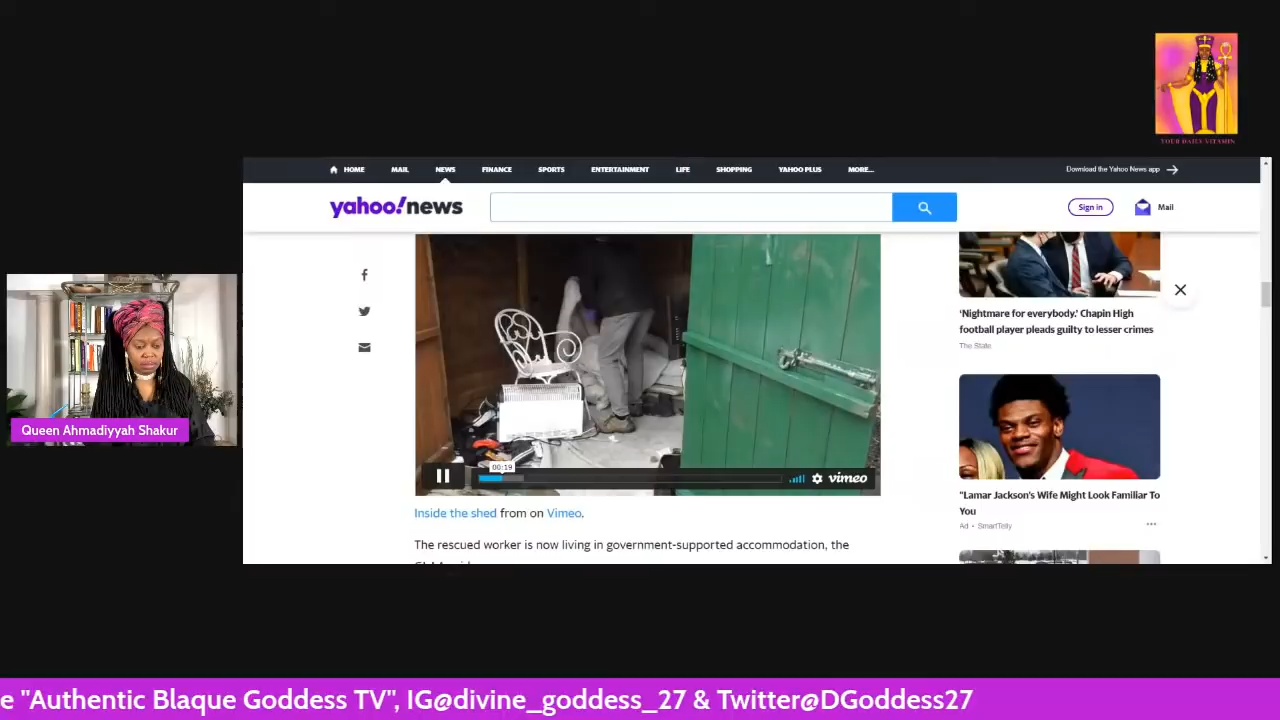 YOUR DAILY VITAMIN
HOME MAIL NEWS FINANCE SPORTS ENTERTAINMENT LIFE SHOPPING YAHOO PLUS MORE...
Download the Yahoo News app
yahoo!news
Sign in
Mail
'Nightmare for everybody.' Chapin High
football player pleads guilty to lesser crimes
The State
00:19
vimeo
"Lamar Jackson's Wife Might Look Familiar To
You
Ad • SmartTelly
Inside the shed from on Vimeo.
The rescued worker is now living in government-supported accommodation, the
Queen Ahmadiyyah Shakur
e "Authentic Blaque Goddess TV", IG@divine_goddess_27 & Twitter@DGoddess27